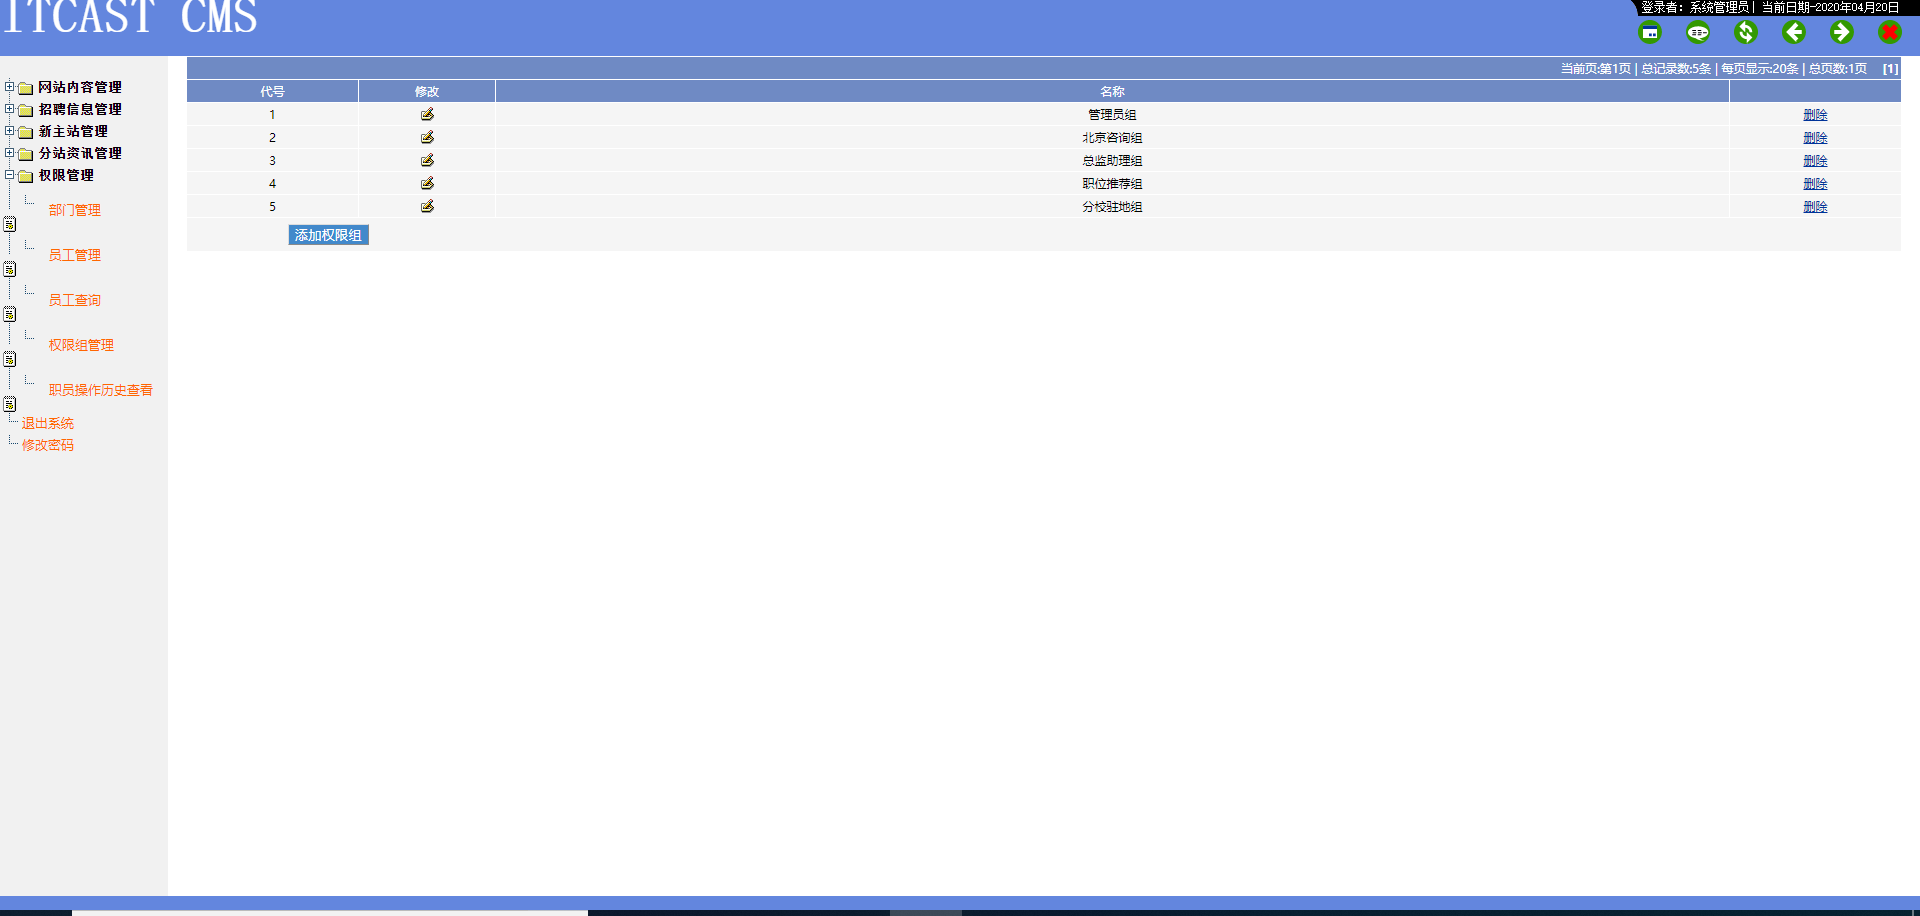 ITCAST CMS
登录者：系统管理员 | 当前日期-2020年04月20日
网站内容管理
招聘信息管理
新主站管理
分站资讯管理
权限管理
部门管理
员工管理
员工查询
权限组管理
职员操作历史查看
退出系统
修改密码
当前页:第1页 | 总记录数:5条 | 每页显示:20条 | 总页数:1页 [1]
代号 修改 名称
1 管理员组 删除
2 北京咨询组 删除
3 总监助理组 删除
4 职位推荐组 删除
5 分校驻地组 删除
添加权限组